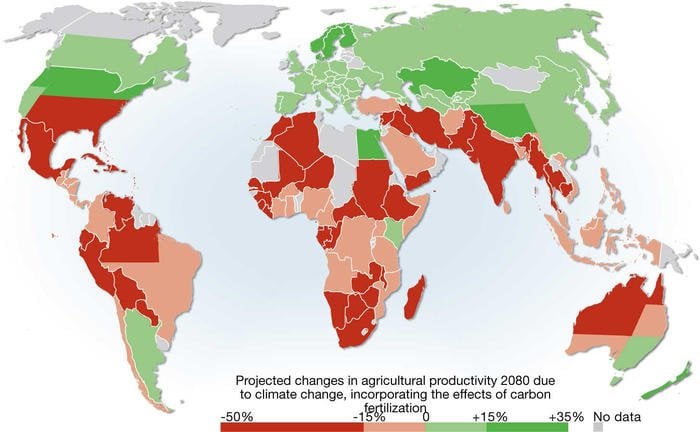 Projected changes in agricultural productivity 2080 due
to climate change, incorporating the effects of carbon
fertilization
-50% -15% 0 +15% +35% No data